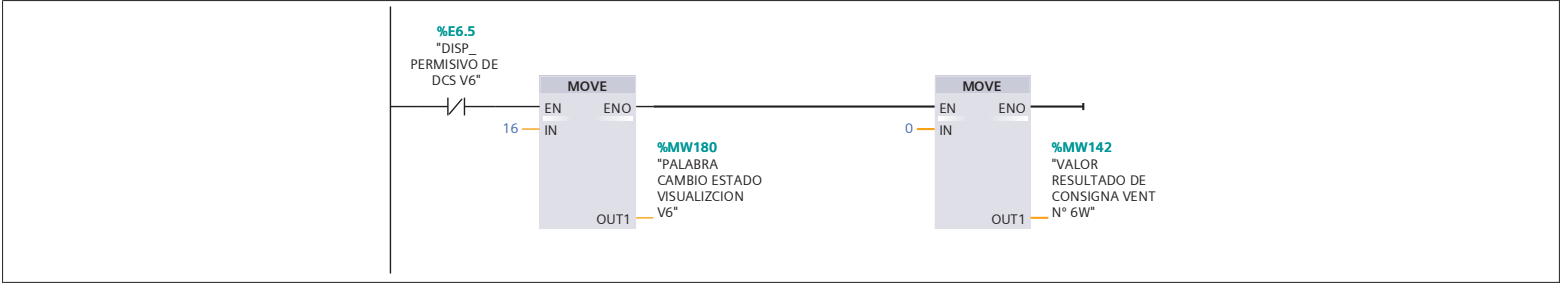 %E6.5
"DISP_
PERMISIVO DE
DCS V6"
MOVE
MOVE
EN ENO
EN ENO
16 IN
0 IN
%MW180
"PALABRA
CAMBIO ESTADO
VISUALIZCION
V6"
OUT1
%MW142
"VALOR
RESULTADO DE
CONSIGNA VENT
Nº 6W"
OUT1